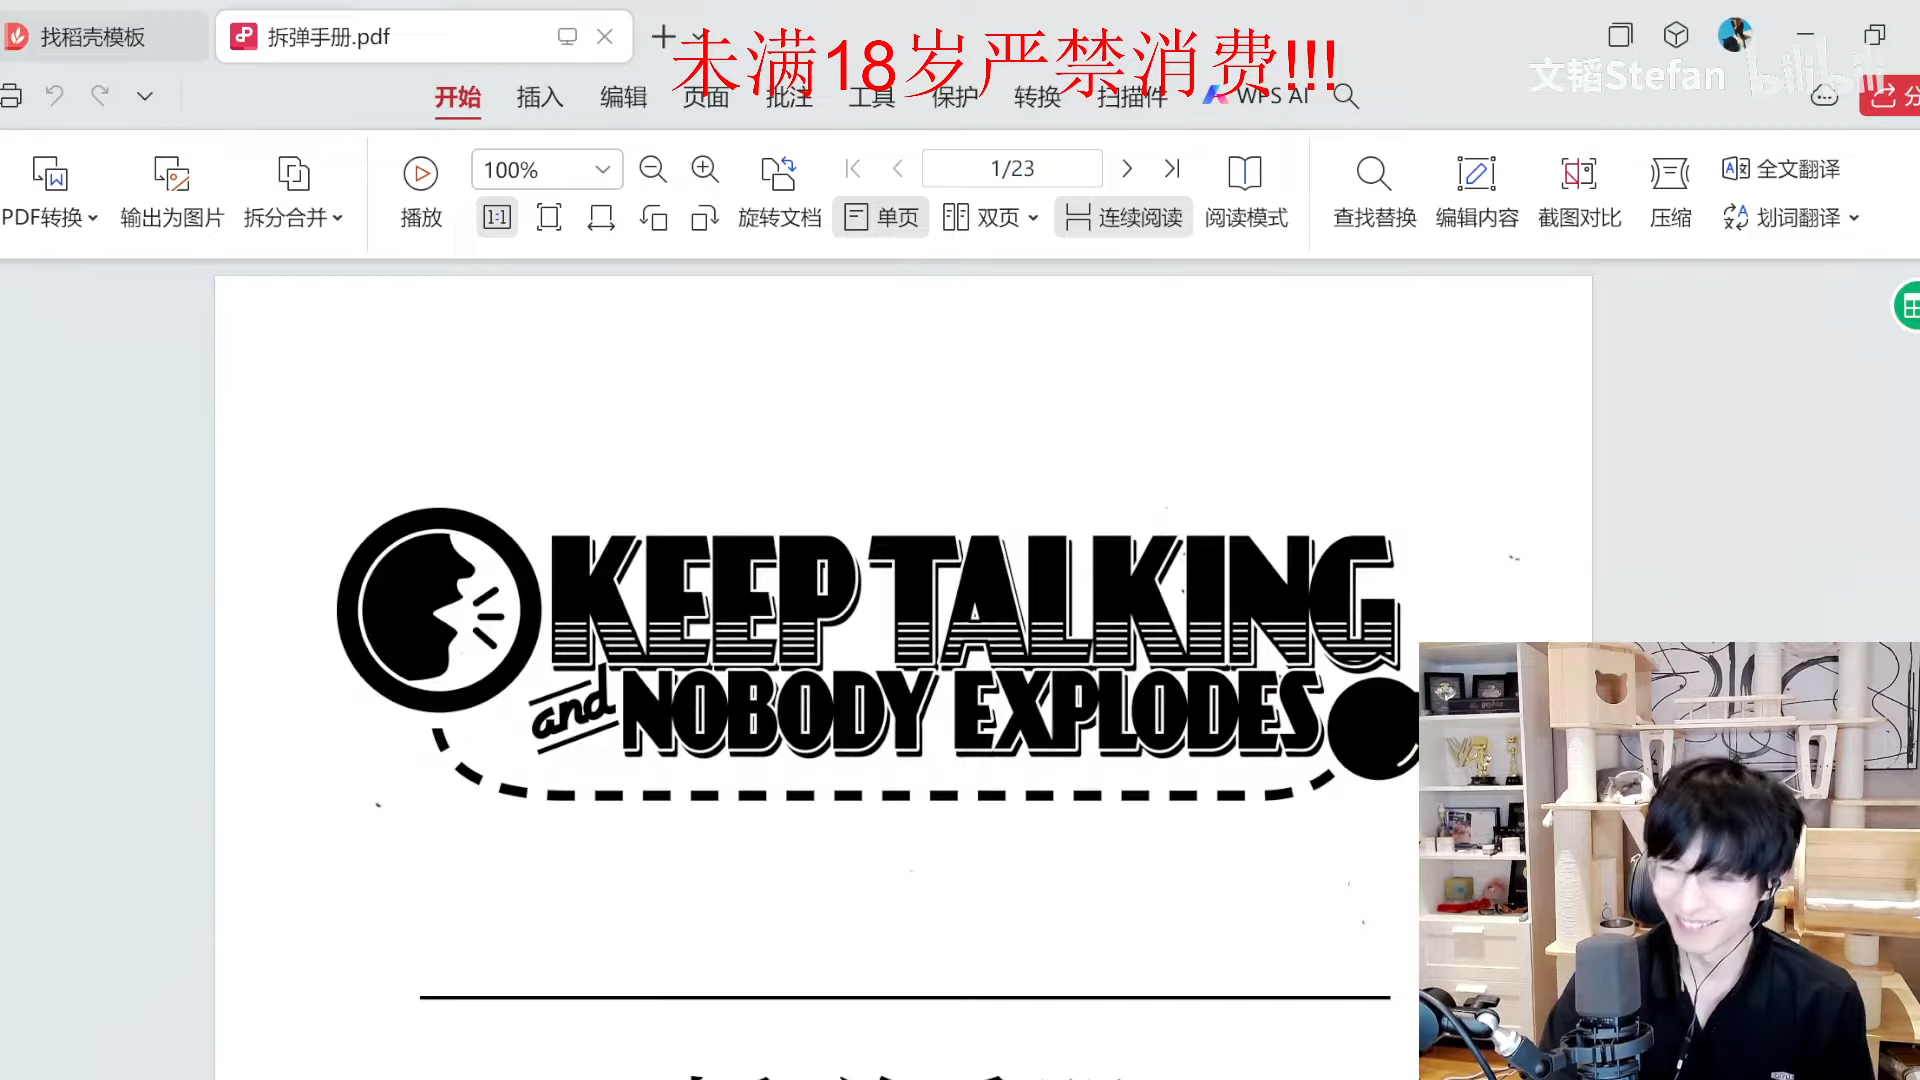 找稻壳模板
拆弹手册.pdf
未满18岁严禁消费!!!
文韬Stefan
bilibili
开始 插入 编辑 页面 批注 工具 保护 转换 扫描件 WPS AI
分
100%
1/23
全文翻译
PDF转换 输出为图片 拆分合并 播放 旋转文档 单页 双页 连续阅读 阅读模式 查找替换 编辑内容 截图对比 压缩 划词翻译
KEEP TALKING
and NOBODY EXPLODES